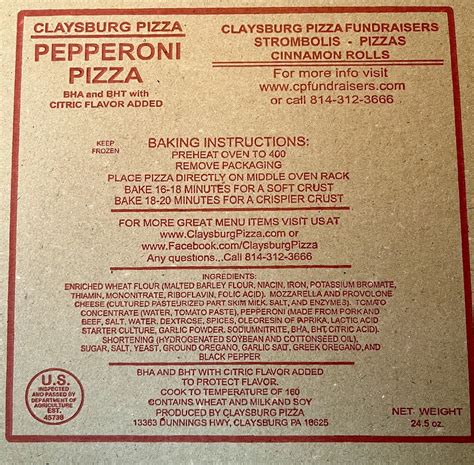 CLAYSBURG PIZZA
PEPPERONI
PIZZA
BHA and BHT with
CITRIC FLAVOR ADDED
CLAYSBURG PIZZA FUNDRAISERS
STROMBOLIS - PIZZAS
CINNAMON ROLLS
For more info visit
www.cpfundraisers.com
or call 814-312-3666
KEEP
FROZEN
BAKING INSTRUCTIONS:
PREHEAT OVEN TO 400
REMOVE PACKAGING
PLACE PIZZA DIRECTLY ON MIDDLE OVEN RACK
BAKE 16-18 MINUTES FOR A SOFT CRUST
BAKE 18-20 MINUTES FOR A CRISPIER CRUST
FOR MORE GREAT MENU ITEMS VISIT US AT
www.ClaysburgPizza.com or
www.Facebook.com/ClaysburgPizza
Any questions...Call 814-312-3666
INGREDIENTS:
ENRICHED WHEAT FLOUR (MALTED BARLEY FLOUR, NIACIN, IRON, POTASSIUM BROMATE,
THIAMIN, MONONITRATE, RIBOFLAVIN, FOLIC ACID). MOZZARELLA AND PROVOLONE
CHEESE (CULTURED PASTEURIZED PART SKIM MILK, SALT, AND ENZYMES). TOMATO
CONCENTRATE (WATER, TOMATO PASTE), PEPPERONI (MADE FROM PORK AND
BEEF, SALT, WATER, DEXTROSE, SPICES, OLEORESIN OF PAPRIKA, LACTIC ACID
STARTER CULTURE, GARLIC POWDER, SODIUMNITRITE, BHA, BHT, CITRIC ACID).
SHORTENING (HYDROGENATED SOYBEAN AND COTTONSEED OIL),
SUGAR, SALT, YEAST, GROUND OREGANO, GARLIC SALT, GREEK OREGANO, AND
BLACK PEPPER
BHA AND BHT WITH CITRIC FLAVOR ADDED
TO PROTECT FLAVOR.
COOK TO TEMPERATURE OF 160
CONTAINS WHEAT AND MILK AND SOY
PRODUCED BY CLAYSBURG PIZZA
13363 DUNNINGS HWY, CLAYSBURG PA 16625
U.S.
INSPECTED
AND PASSED BY
DEPARTMENT OF
AGRICULTURE
EST.
45736
NET. WEIGHT
24.5 oz.